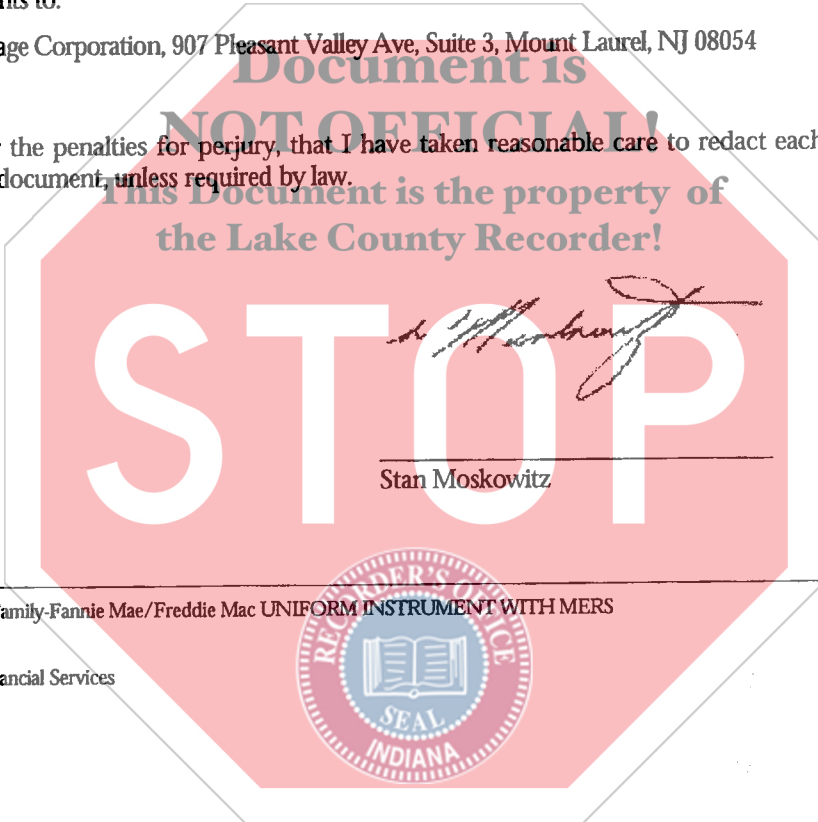 nts to:
age Corporation, 907 Pleasant Valley Ave, Suite 3, Mount Laurel, NJ 08054
Document is
NOT OFFICIAL!
the penalties for perjury, that I have taken reasonable care to redact each
document, unless required by law.
This Document is the property of
the Lake County Recorder!
STOP
Stan Moskowitz
amily-Fannie Mae/Freddie Mac UNIFORM INSTRUMENT WITH MERS
ancial Services
RECORDER'S OFFICE
SEAL
INDIANA